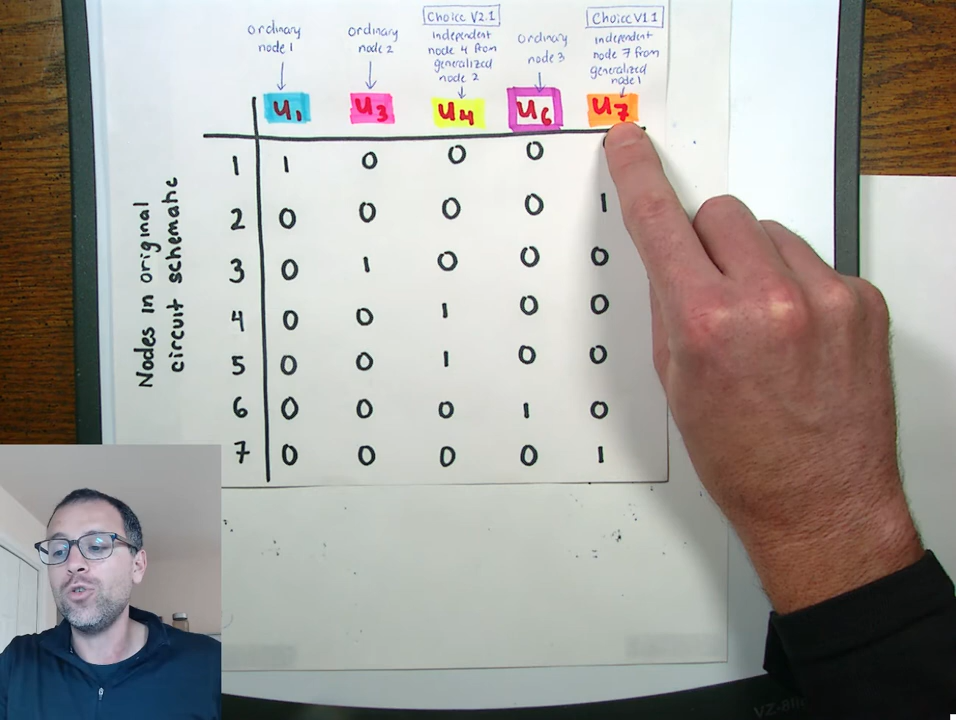 Choice V2.1
Choice V1.1
ordinary
node 1
ordinary
node 2
independent
node 4 from
generalized
node 2
ordinary
node 3
independent
node 7 from
generalized
node 1
u1 u3 u4 u6 u7
1 1 0 0 0
2 0 0 0 0 1
3 0 1 0 0 0
4 0 0 1 0 0
5 0 0 1 0 0
6 0 0 0 1 0
7 0 0 0 0 1
Nodes in original
circuit schematic